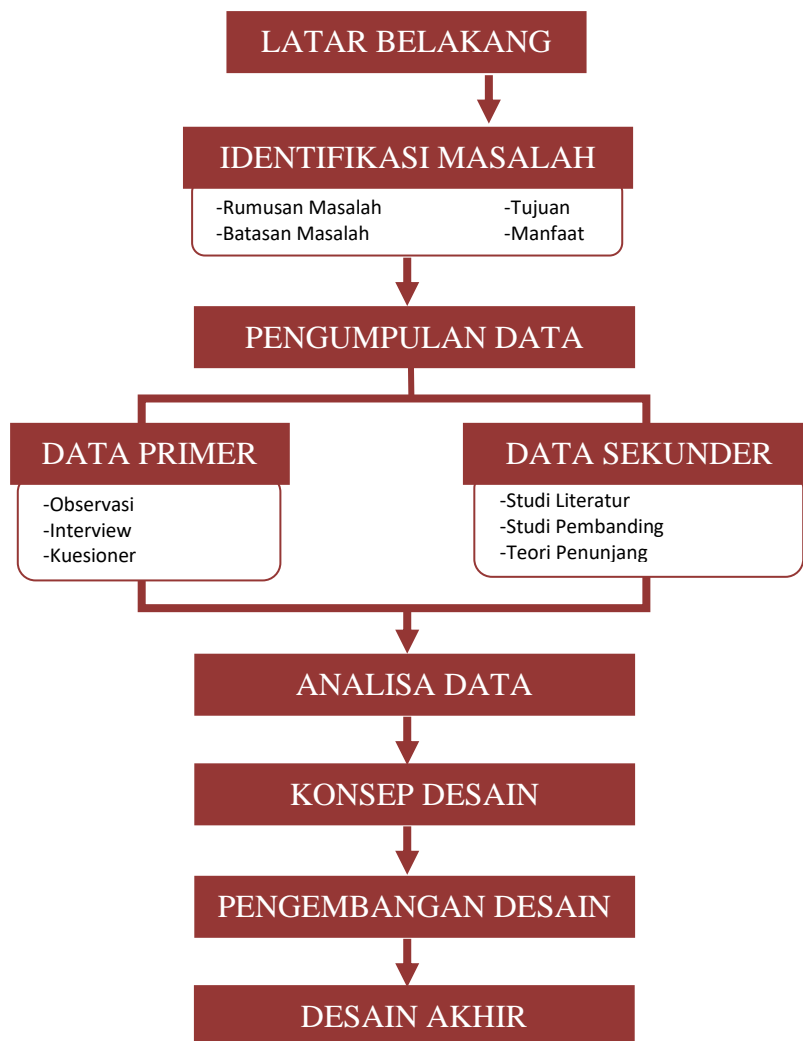 LATAR BELAKANG
IDENTIFIKASI MASALAH
-Rumusan Masalah -Tujuan
-Batasan Masalah -Manfaat
PENGUMPULAN DATA
DATA PRIMER
-Observasi
-Interview
-Kuesioner
DATA SEKUNDER
-Studi Literatur
-Studi Pembanding
-Teori Penunjang
ANALISA DATA
KONSEP DESAIN
PENGEMBANGAN DESAIN
DESAIN AKHIR